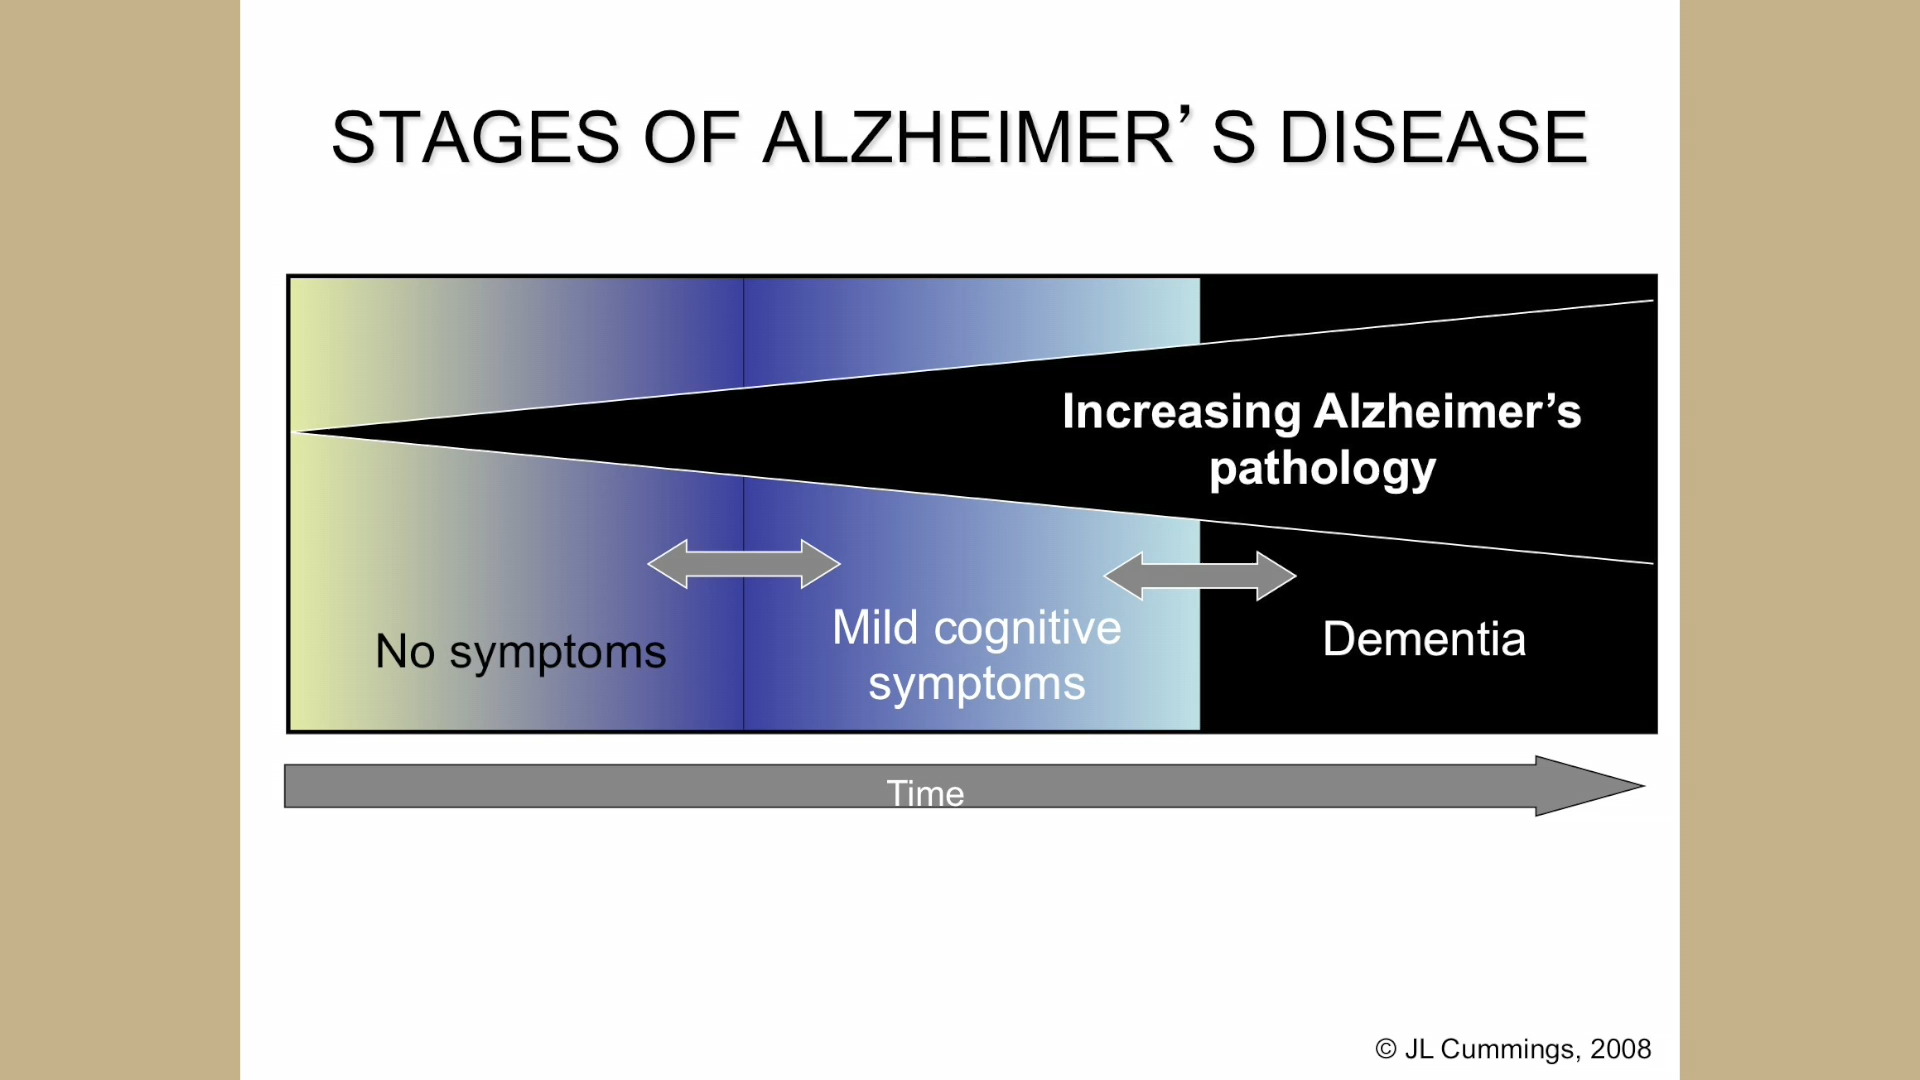 STAGES OF ALZHEIMER’S DISEASE
Increasing Alzheimer’s
pathology
No symptoms
Mild cognitive
symptoms
Dementia
Time
© JL Cummings, 2008